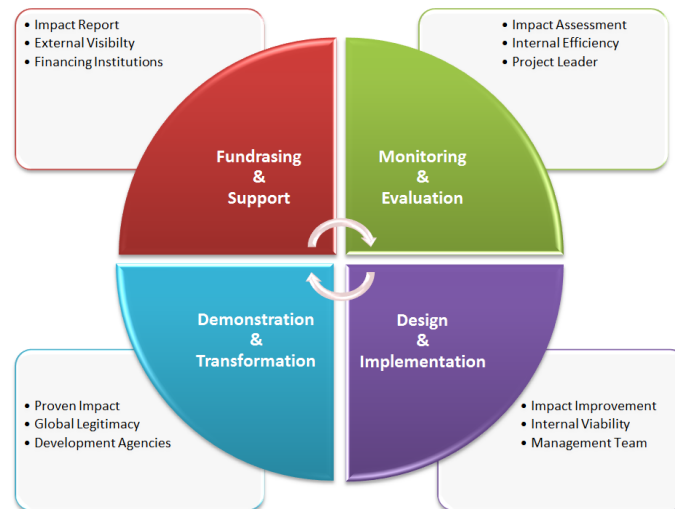 • Impact Report
• External Visibilty
• Financing Institutions
• Impact Assessment
• Internal Efficiency
• Project Leader
Fundrasing
&
Support
Monitoring
&
Evaluation
Demonstration
&
Transformation
Design
&
Implementation
• Proven Impact
• Global Legitimacy
• Development Agencies
• Impact Improvement
• Internal Viability
• Management Team